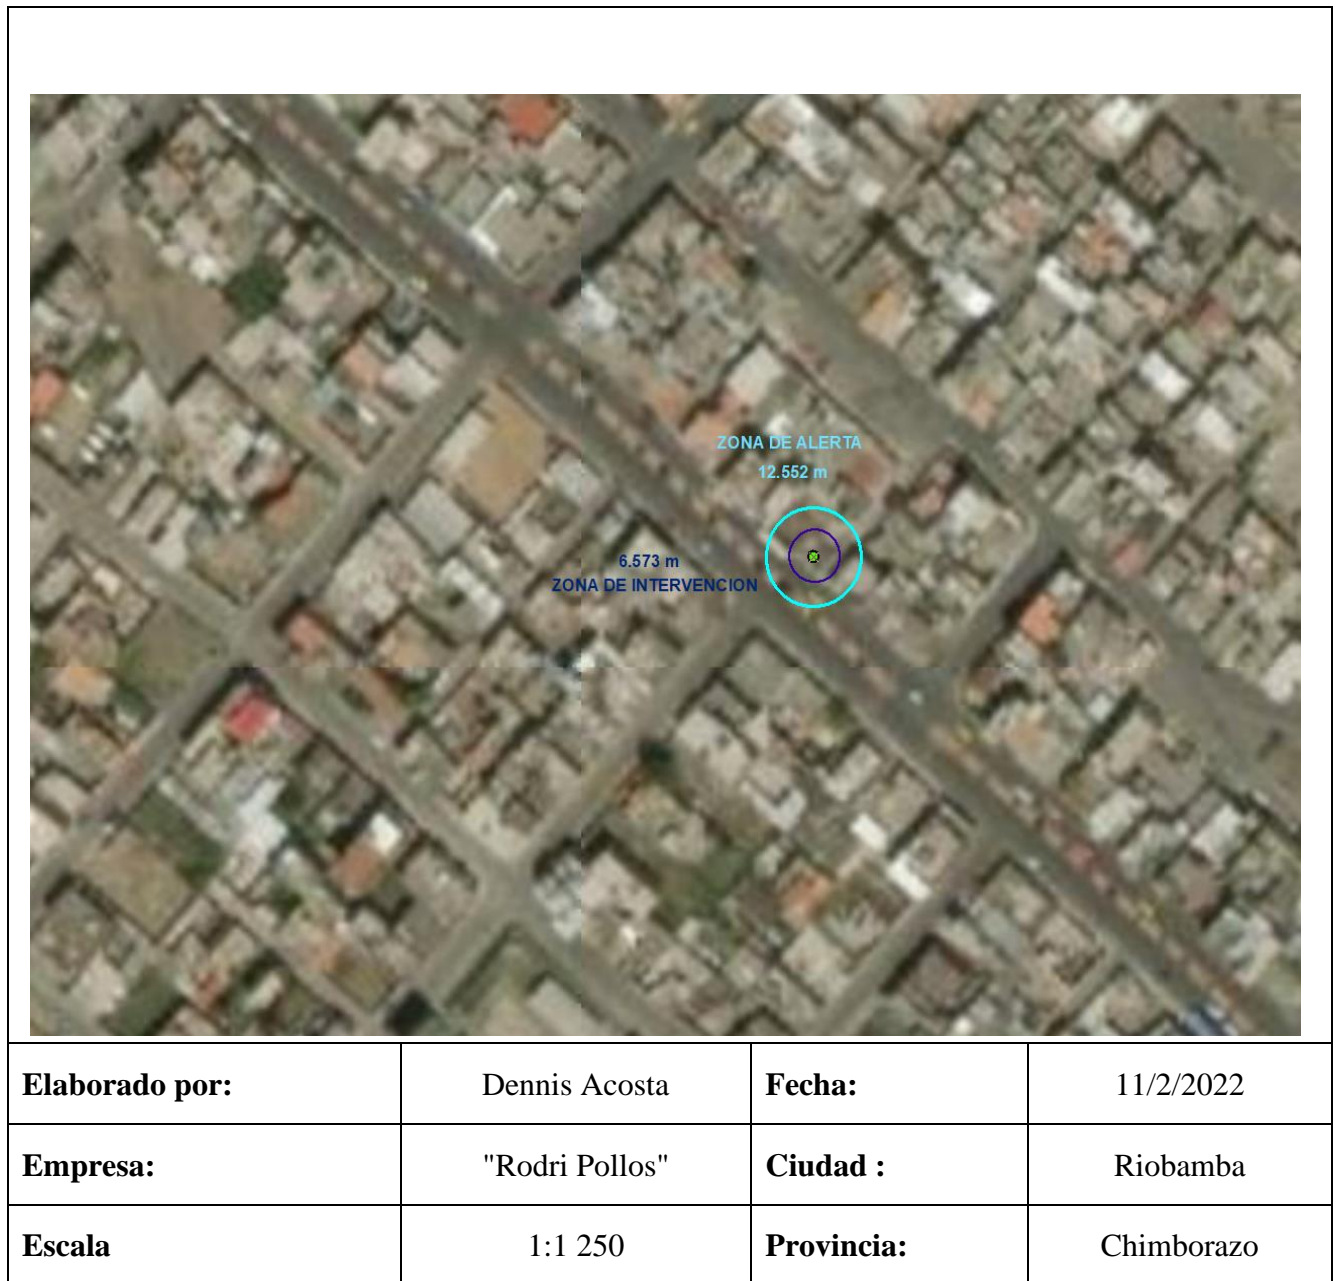 ZONA DE ALERTA
12.552 m
6.573 m
ZONA DE INTERVENCION
Elaborado por: Dennis Acosta Fecha: 11/2/2022
Empresa: "Rodri Pollos" Ciudad : Riobamba
Escala 1:1 250 Provincia: Chimborazo